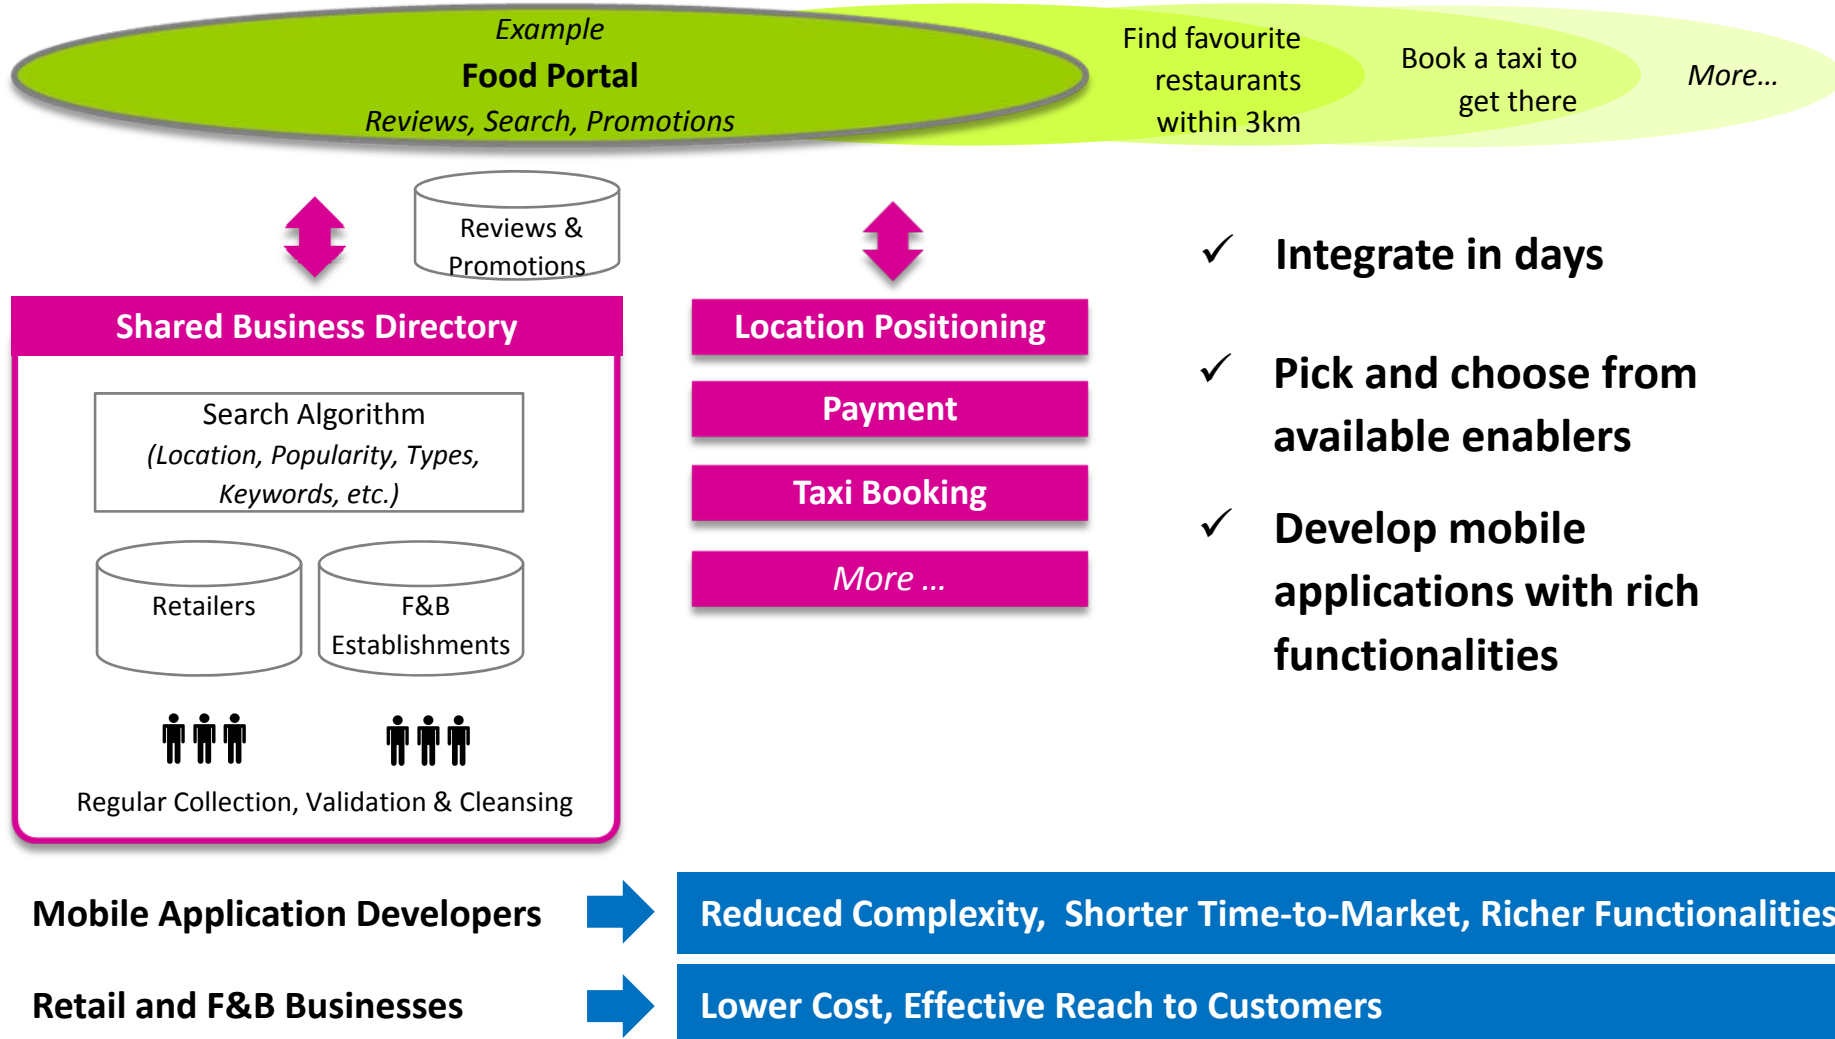 Example
Food Portal
Reviews, Search, Promotions
Find favourite
restaurants
within 3km
Book a taxi to
get there
More...
Reviews &
Promotions
Shared Business Directory
Search Algorithm
(Location, Popularity, Types,
Keywords, etc.)
Retailers
F&B
Establishments
Regular Collection, Validation & Cleansing
Location Positioning
Payment
Taxi Booking
More ...
✓ Integrate in days
✓ Pick and choose from
available enablers
✓ Develop mobile
applications with rich
functionalities
Mobile Application Developers
Reduced Complexity,  Shorter Time-to-Market, Richer Functionalities
Retail and F&B Businesses
Lower Cost, Effective Reach to Customers